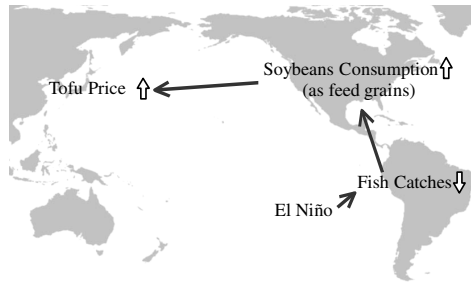 Soybeans Consumption
(as feed grains)
Tofu Price
Fish Catches
El Niño